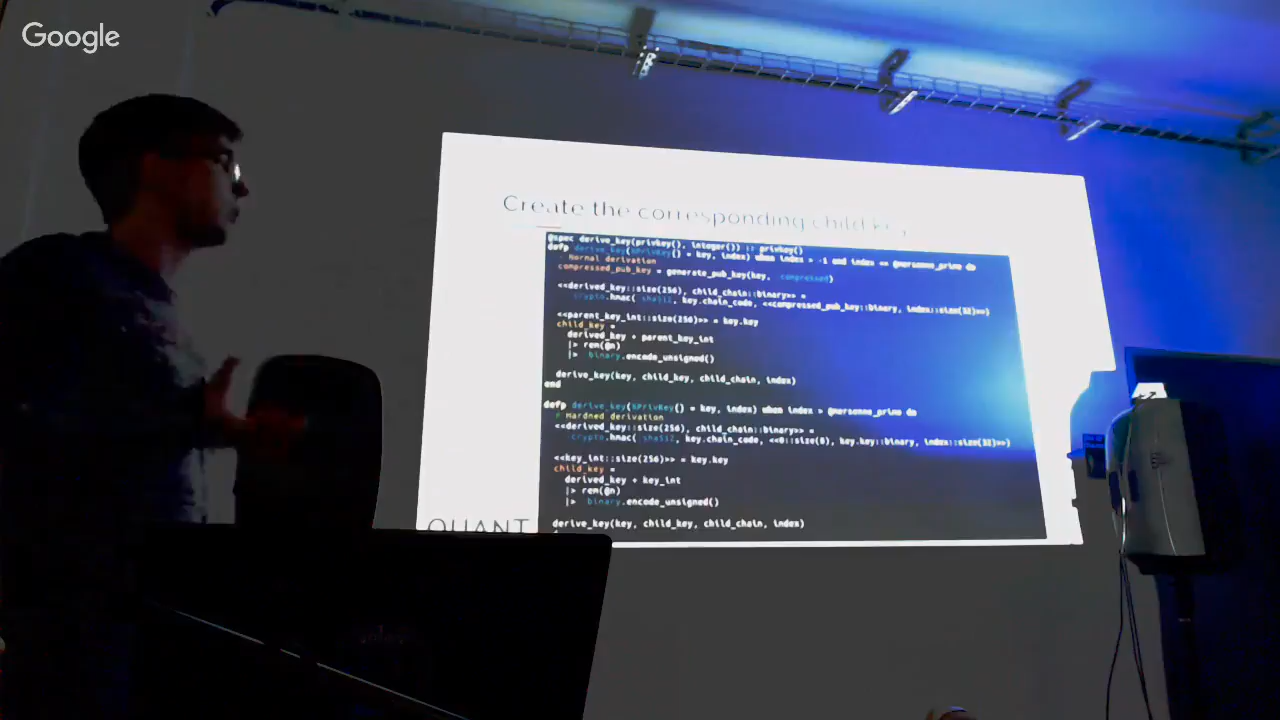 Google
Create the corresponding child key
@spec derive_key(privkey(), integer()) :: privkey()
defp derive_key(%PrivKey{} = key, index) when index > -1 and index <= @mersenne_prime do
# Normal derivation
compressed_pub_key = generate_pub_key(key, :compressed)
<<derived_key::size(256), child_chain::binary>> =
:crypto.hmac(:sha512, key.chain_code, <<compressed_pub_key::binary, index::size(32)>>)
<<parent_key_int::size(256)>> = key.key
child_key =
derived_key + parent_key_int
|> rem(@n)
|> :binary.encode_unsigned()
derive_key(key, child_key, child_chain, index)
end
defp derive_key(%PrivKey{} = key, index) when index > @mersenne_prime do
# Hardned derivation
<<derived_key::size(256), child_chain::binary>> =
:crypto.hmac(:sha512, key.chain_code, <<0::size(8), key.key::binary, index::size(32)>>)
<<key_int::size(256)>> = key.key
child_key =
derived_key + key_int
|> rem(@n)
|> :binary.encode_unsigned()
derive_key(key, child_key, child_chain, index)
QUANT